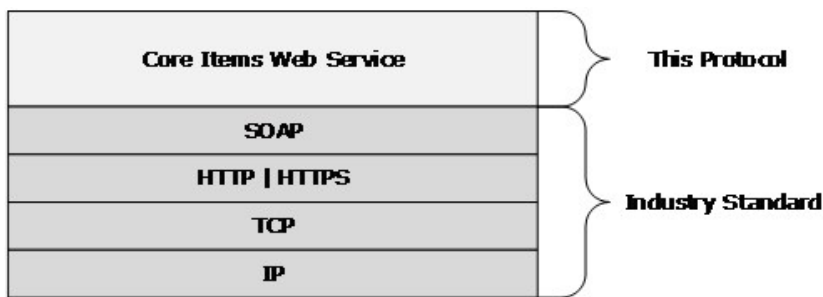 Core Items Web Service
This Protocol
SOAP
HTTP | HTTPS
TCP
Industry Standard
IP